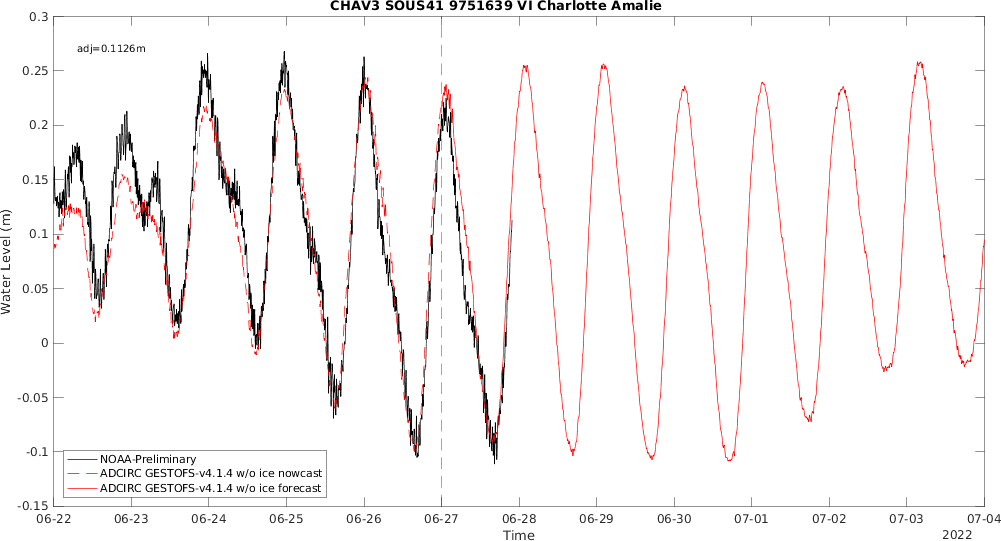 CHAV3 SOUS41 9751639 VI Charlotte Amalie
adj=0.1126m
0.3
0.25
0.2
0.15
0.1
0.05
0
-0.05
-0.1
-0.15
Water Level (m)
NOAA-Preliminary
ADCIRC GESTOFS-v4.1.4 w/o ice nowcast
ADCIRC GESTOFS-v4.1.4 w/o ice forecast
06-22 06-23 06-24 06-25 06-26 06-27 06-28 06-29 06-30 07-01 07-02 07-03 07-04
Time
2022